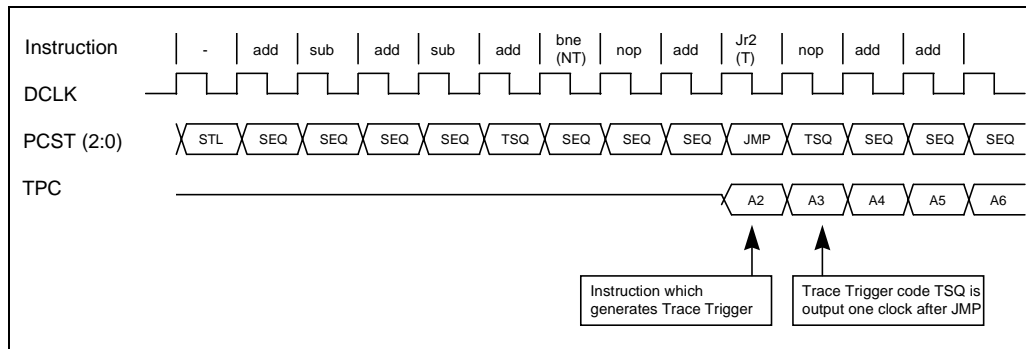 Instruction - add sub add sub add bne (NT) nop add Jr2 (T) nop add add
DCLK
PCST (2:0) STL SEQ SEQ SEQ SEQ TSQ SEQ SEQ SEQ JMP TSQ SEQ SEQ SEQ
TPC A2 A3 A4 A5 A6
Instruction which
generates Trace Trigger
Trace Trigger code TSQ is
output one clock after JMP